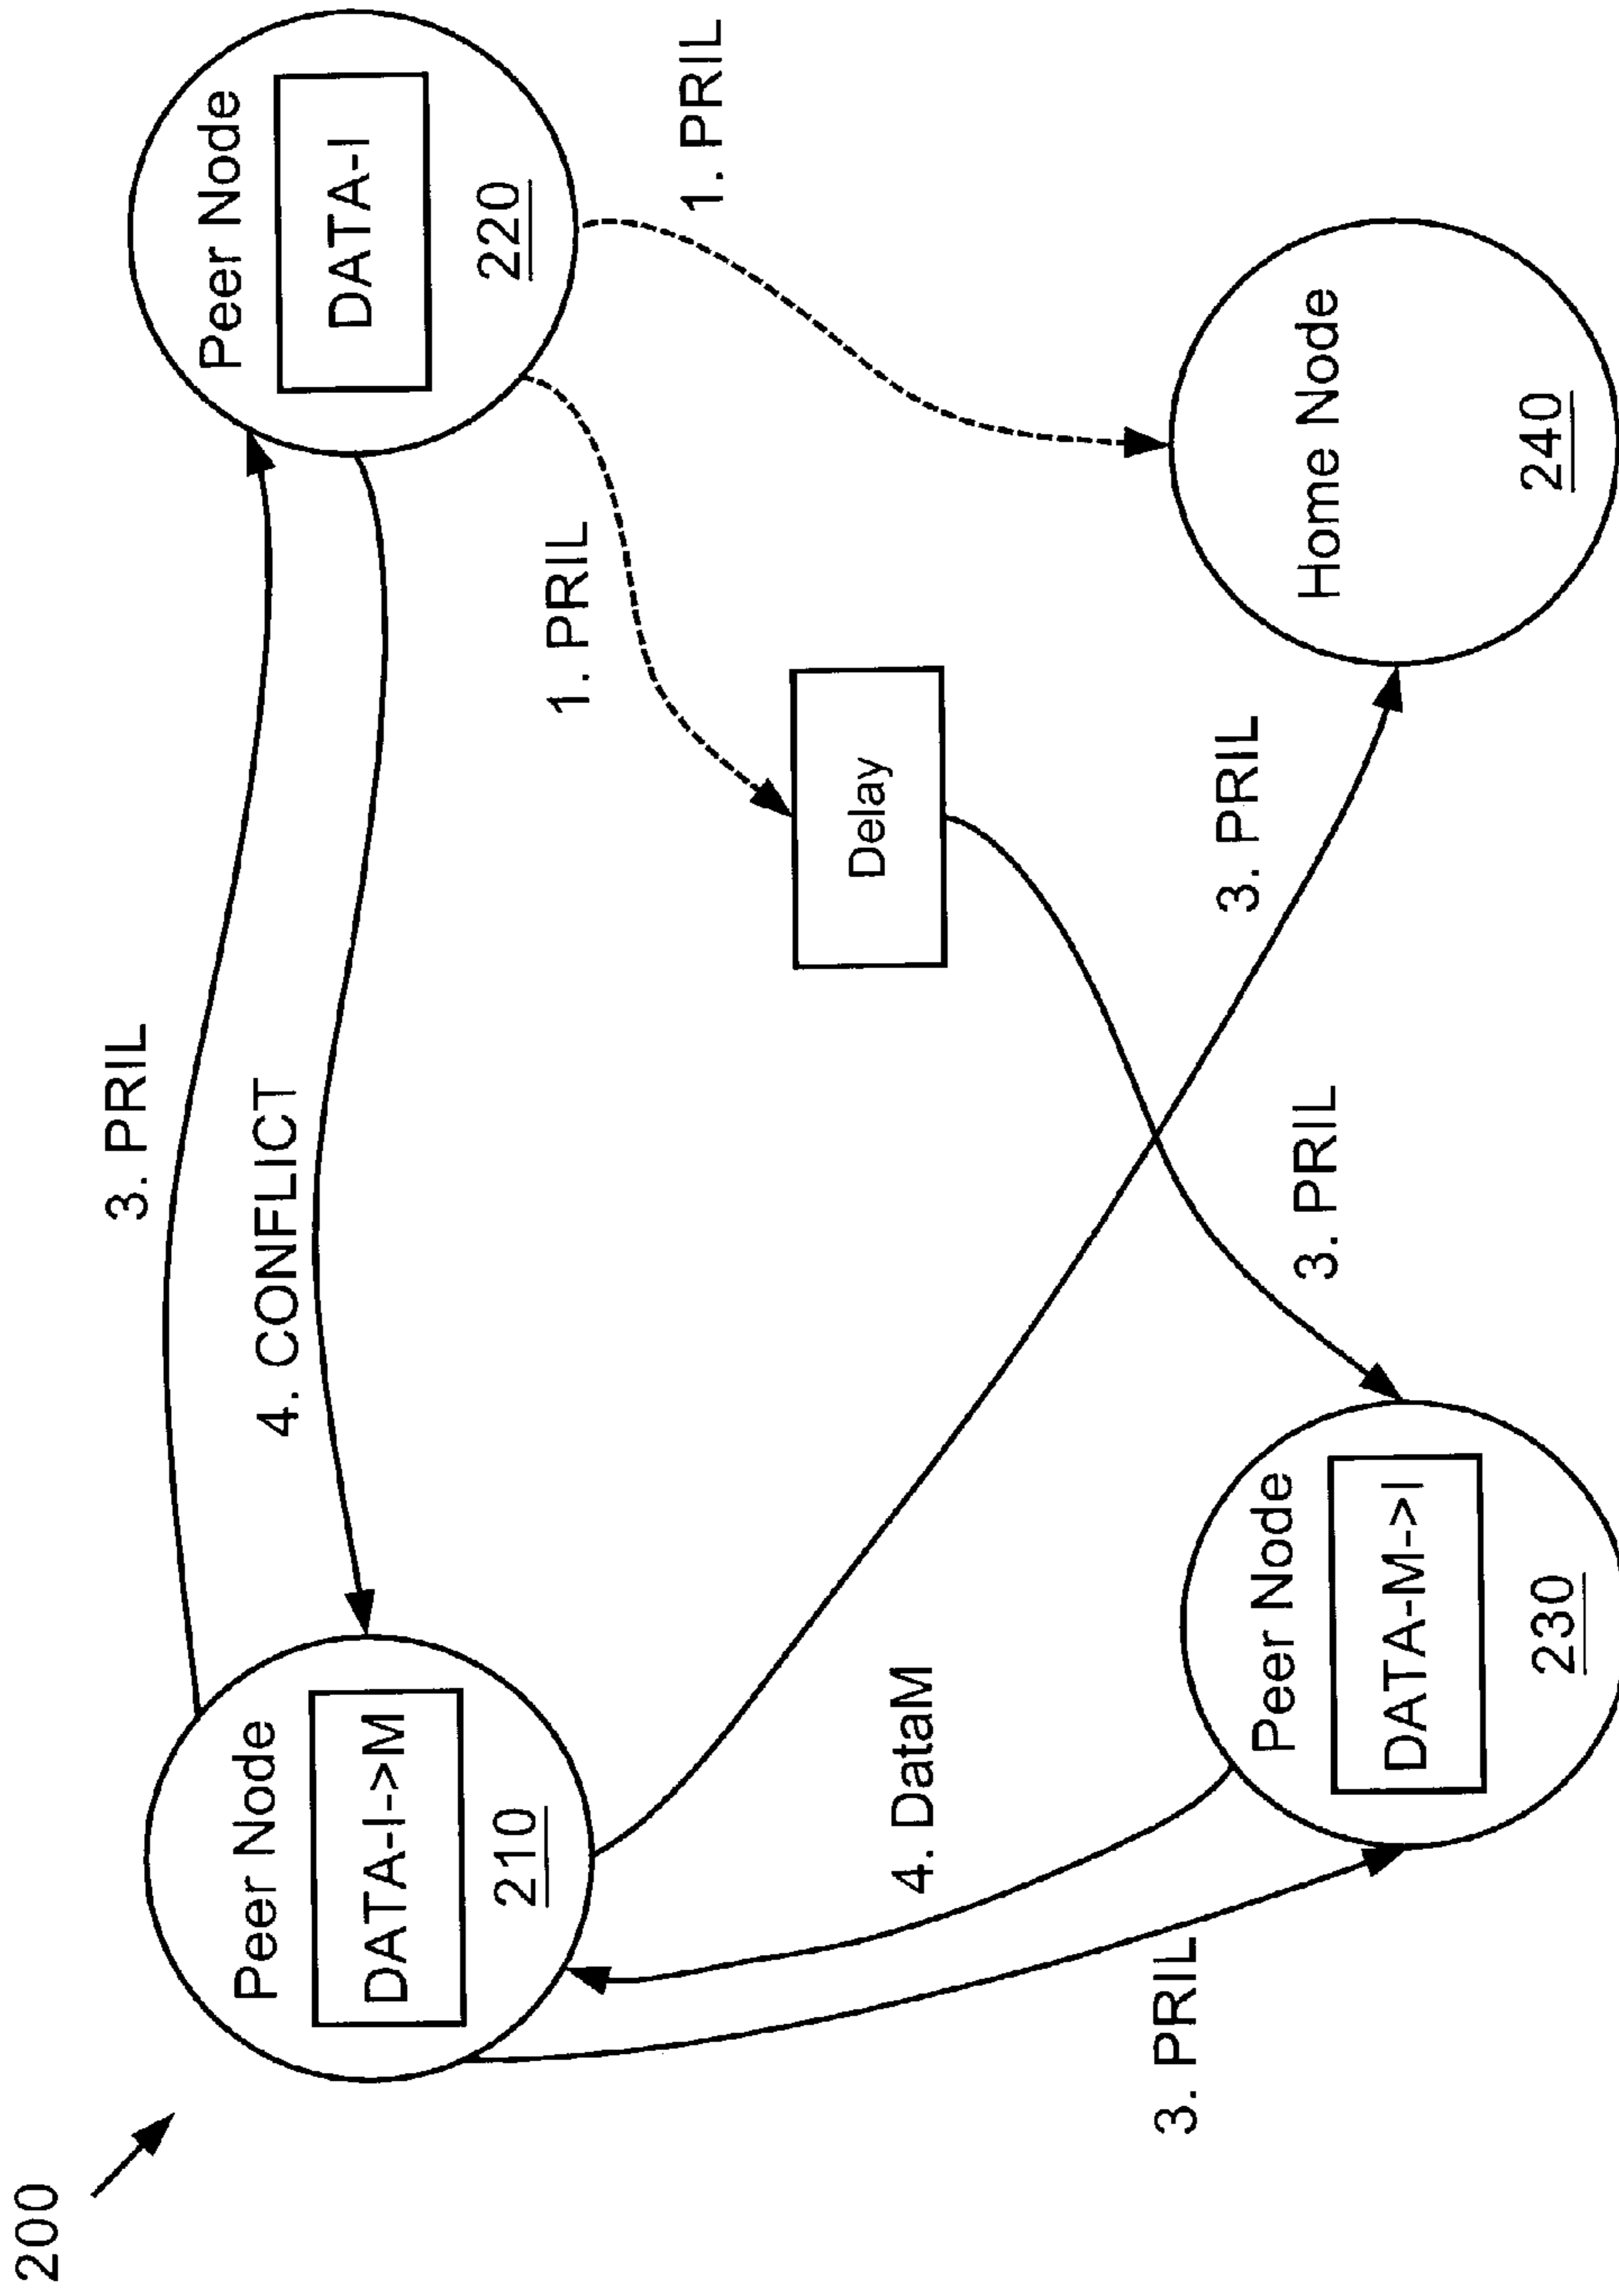 200
Peer Node
DATA-I->M
210
3. PRIL
4. CONFLICT
Peer Node
DATA-I
220
1. PRIL
1. PRIL
Delay
3. PRIL
3. PRIL
4. DataM
3. PRIL
Peer Node
DATA-M->I
230
Home Node
240